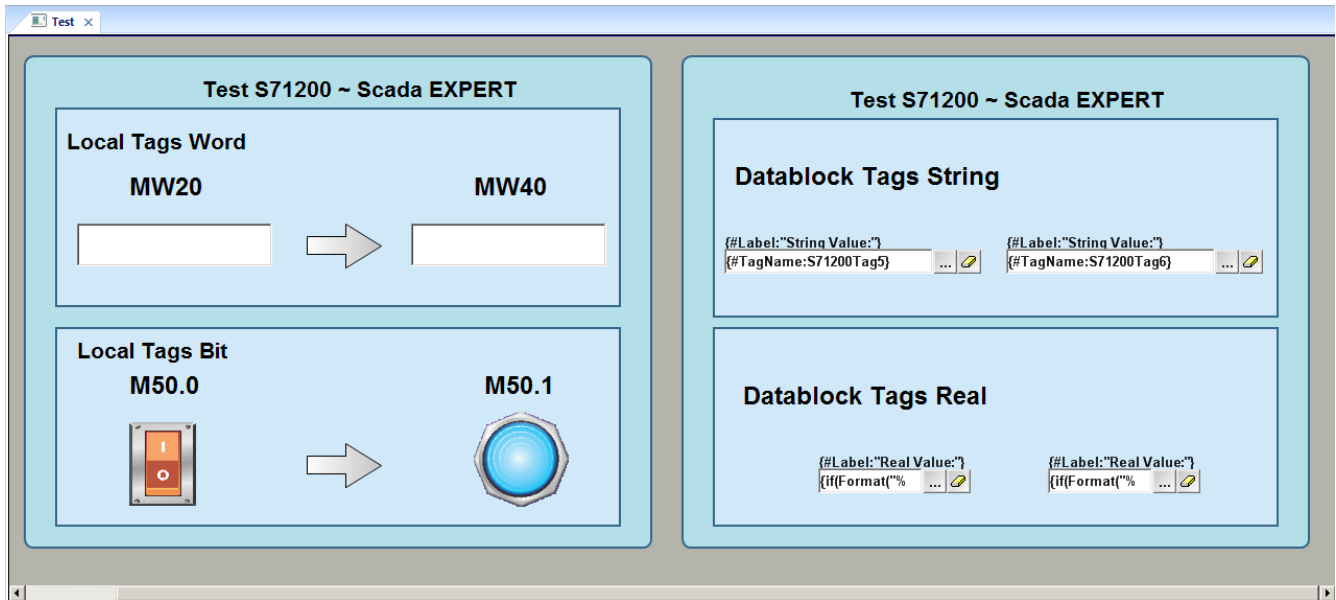 Test
Test S71200 ~ Scada EXPERT
Local Tags Word
MW20 MW40
Local Tags Bit
M50.0 M50.1
I
O
Test S71200 ~ Scada EXPERT
Datablock Tags String
{#Label:"String Value:"} {#Label:"String Value:"}
{#TagName:S71200Tag5} ... {#TagName:S71200Tag6} ...
Datablock Tags Real
{#Label:"Real Value:"} {#Label:"Real Value:"}
{if(Format("% ... {if(Format("% ...